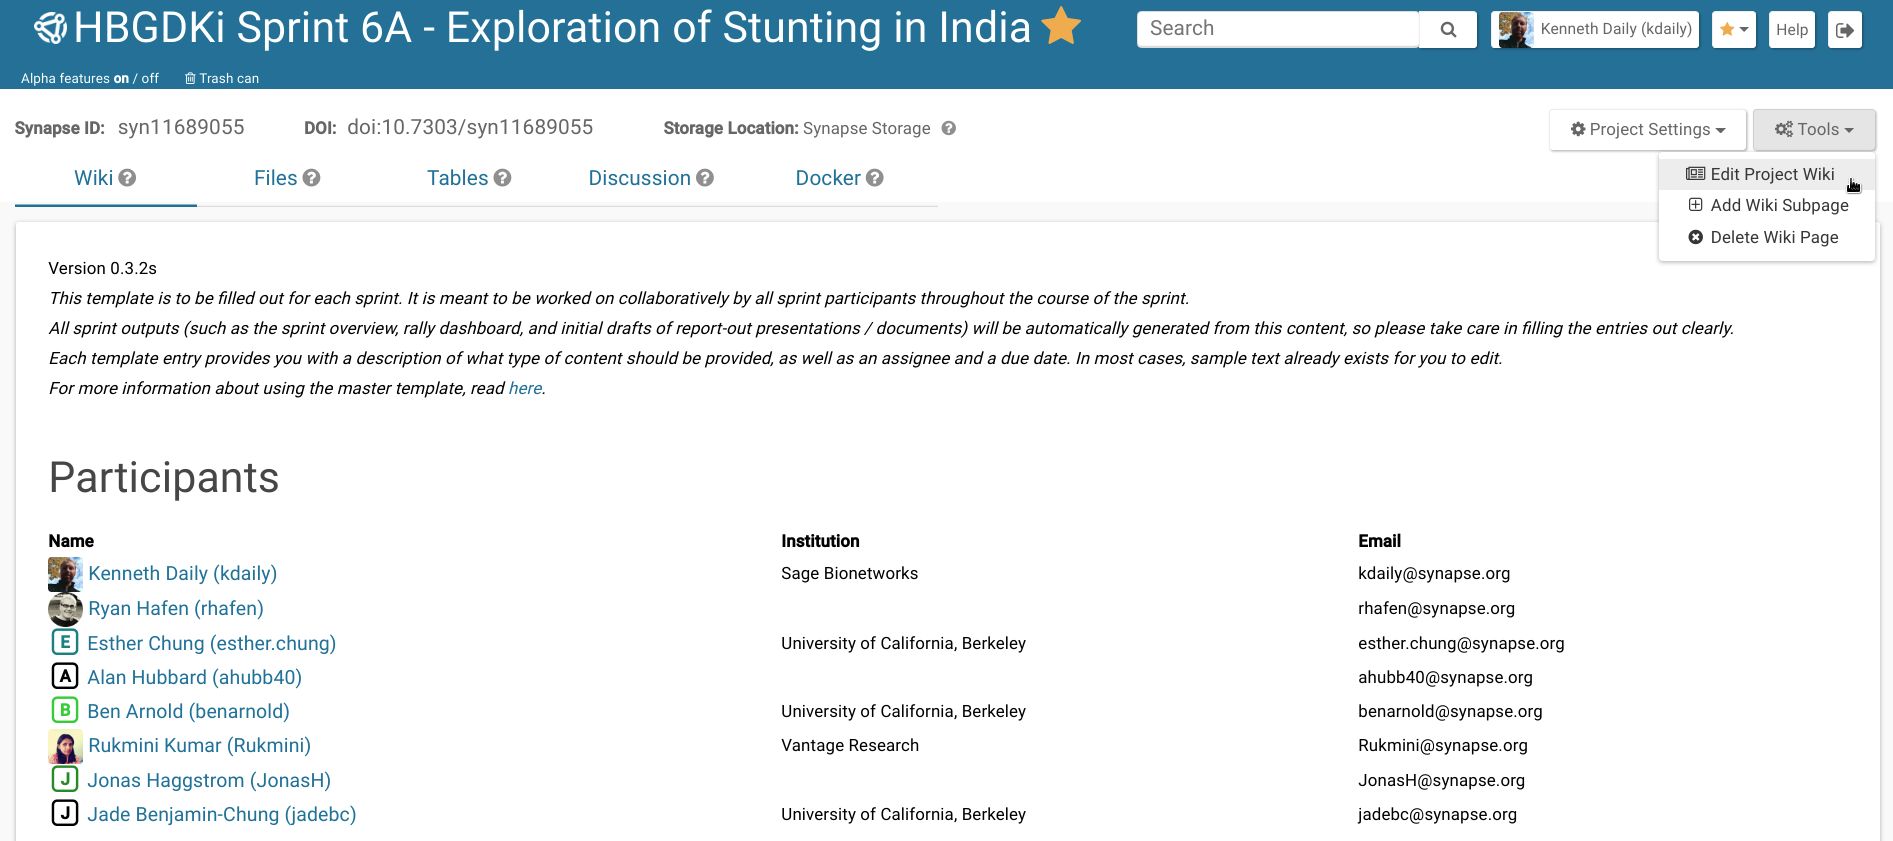 HBGDKi Sprint 6A - Exploration of Stunting in India
Search
Kenneth Daily (kdaily)
Help
Alpha features on / off
Trash can
Synapse ID: syn11689055
DOI: doi:10.7303/syn11689055
Storage Location: Synapse Storage
Project Settings
Tools
Wiki
Files
Tables
Discussion
Docker
Edit Project Wiki
Add Wiki Subpage
Delete Wiki Page
Version 0.3.2s
This template is to be filled out for each sprint. It is meant to be worked on collaboratively by all sprint participants throughout the course of the sprint.
All sprint outputs (such as the sprint overview, rally dashboard, and initial drafts of report-out presentations / documents) will be automatically generated from this content, so please take care in filling the entries out clearly.
Each template entry provides you with a description of what type of content should be provided, as well as an assignee and a due date. In most cases, sample text already exists for you to edit.
For more information about using the master template, read here.
Participants
Name Institution Email
Kenneth Daily (kdaily) Sage Bionetworks kdaily@synapse.org
Ryan Hafen (rhafen) rhafen@synapse.org
E Esther Chung (esther.chung) University of California, Berkeley esther.chung@synapse.org
A Alan Hubbard (ahubb40) ahubb40@synapse.org
B Ben Arnold (benarnold) University of California, Berkeley benarnold@synapse.org
Rukmini Kumar (Rukmini) Vantage Research Rukmini@synapse.org
J Jonas Haggstrom (JonasH) JonasH@synapse.org
J Jade Benjamin-Chung (jadebc) University of California, Berkeley jadebc@synapse.org